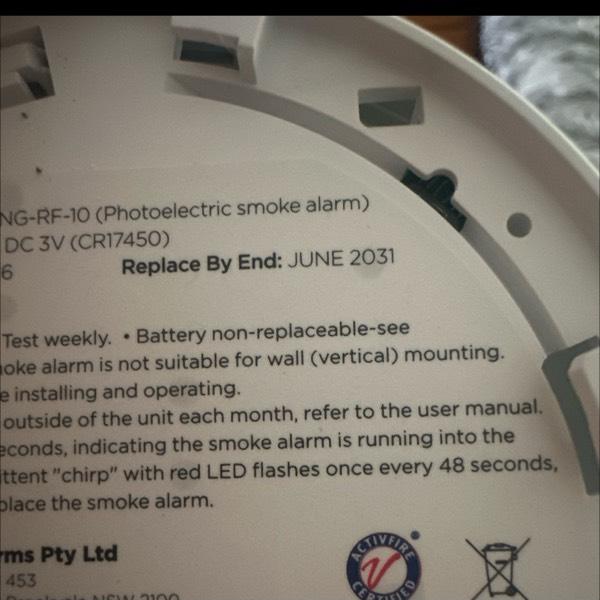 NG-RF-10 (Photoelectric smoke alarm)
DC 3V (CR17450)
6 Replace By End: JUNE 2031
Test weekly. • Battery non-replaceable-see
oke alarm is not suitable for wall (vertical) mounting.
e installing and operating.
outside of the unit each month, refer to the user manual.
econds, indicating the smoke alarm is running into the
ittent "chirp" with red LED flashes once every 48 seconds,
place the smoke alarm.
rms Pty Ltd
453
NSW 2100
ACTIVFIRE
CERTIFIED